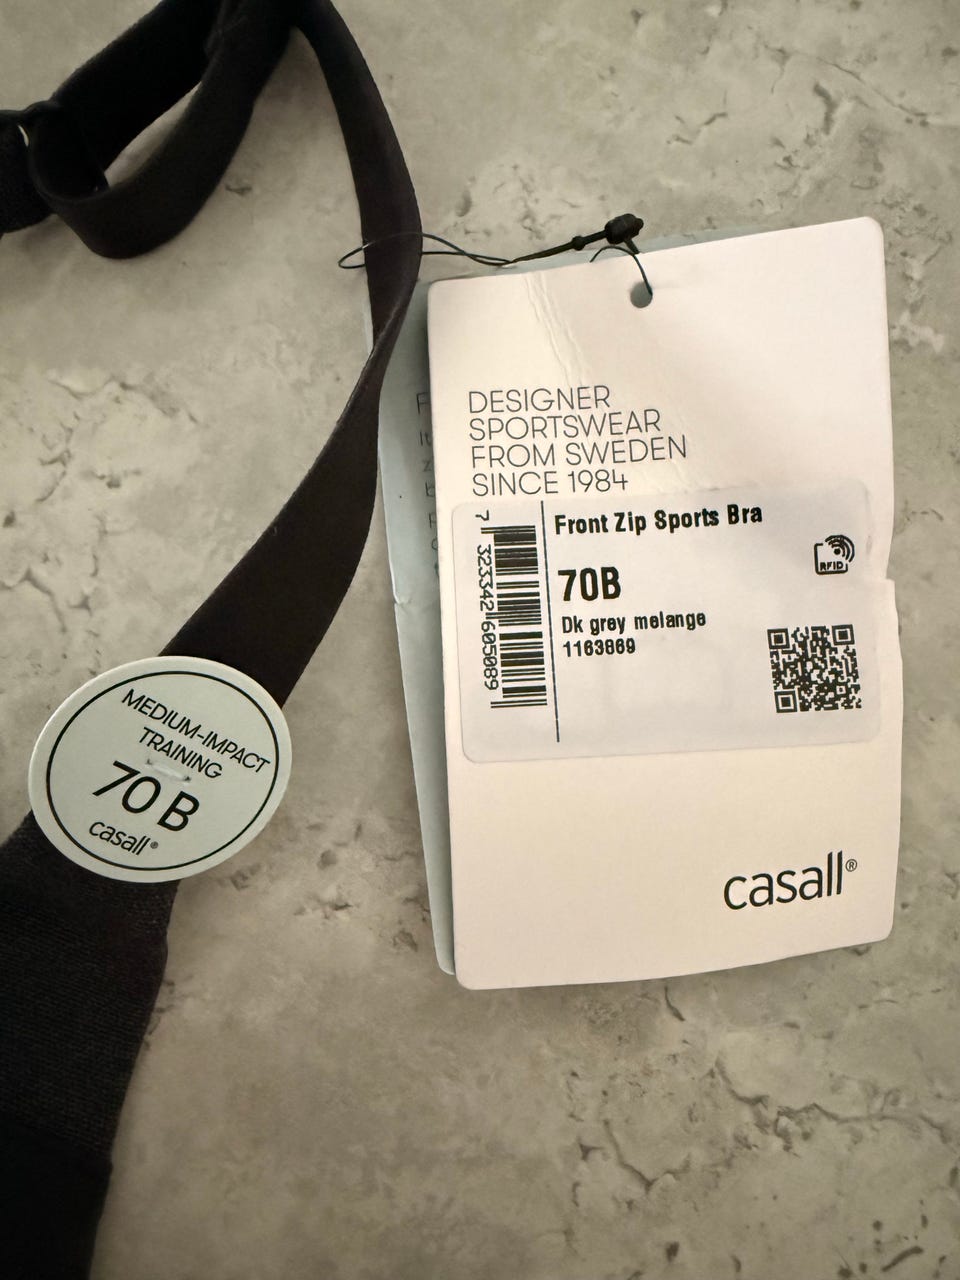 DESIGNER
SPORTSWEAR
FROM SWEDEN
SINCE 1984
Front Zip Sports Bra
70B
Dk grey melange
1163869
RFID
7 323342 605089
casall®
MEDIUM-IMPACT
TRAINING
70 B
casall®